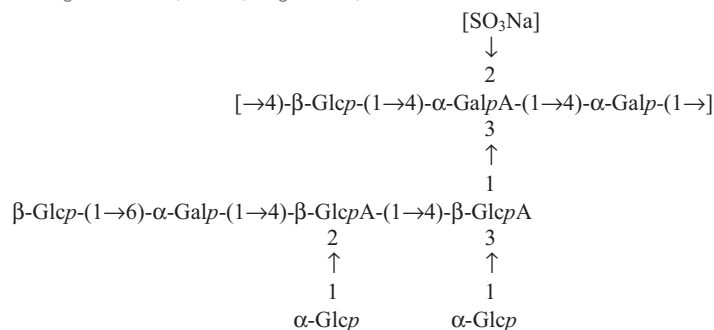 [SO₃Na]
↓
2
[→4)-β-Glcp-(1→4)-α-GalpA-(1→4)-α-Galp-(1→]
3
↑
1
β-Glcp-(1→6)-α-Galp-(1→4)-β-GlcpA-(1→4)-β-GlcpA
2 3
↑ ↑
1 1
α-Glcp α-Glcp